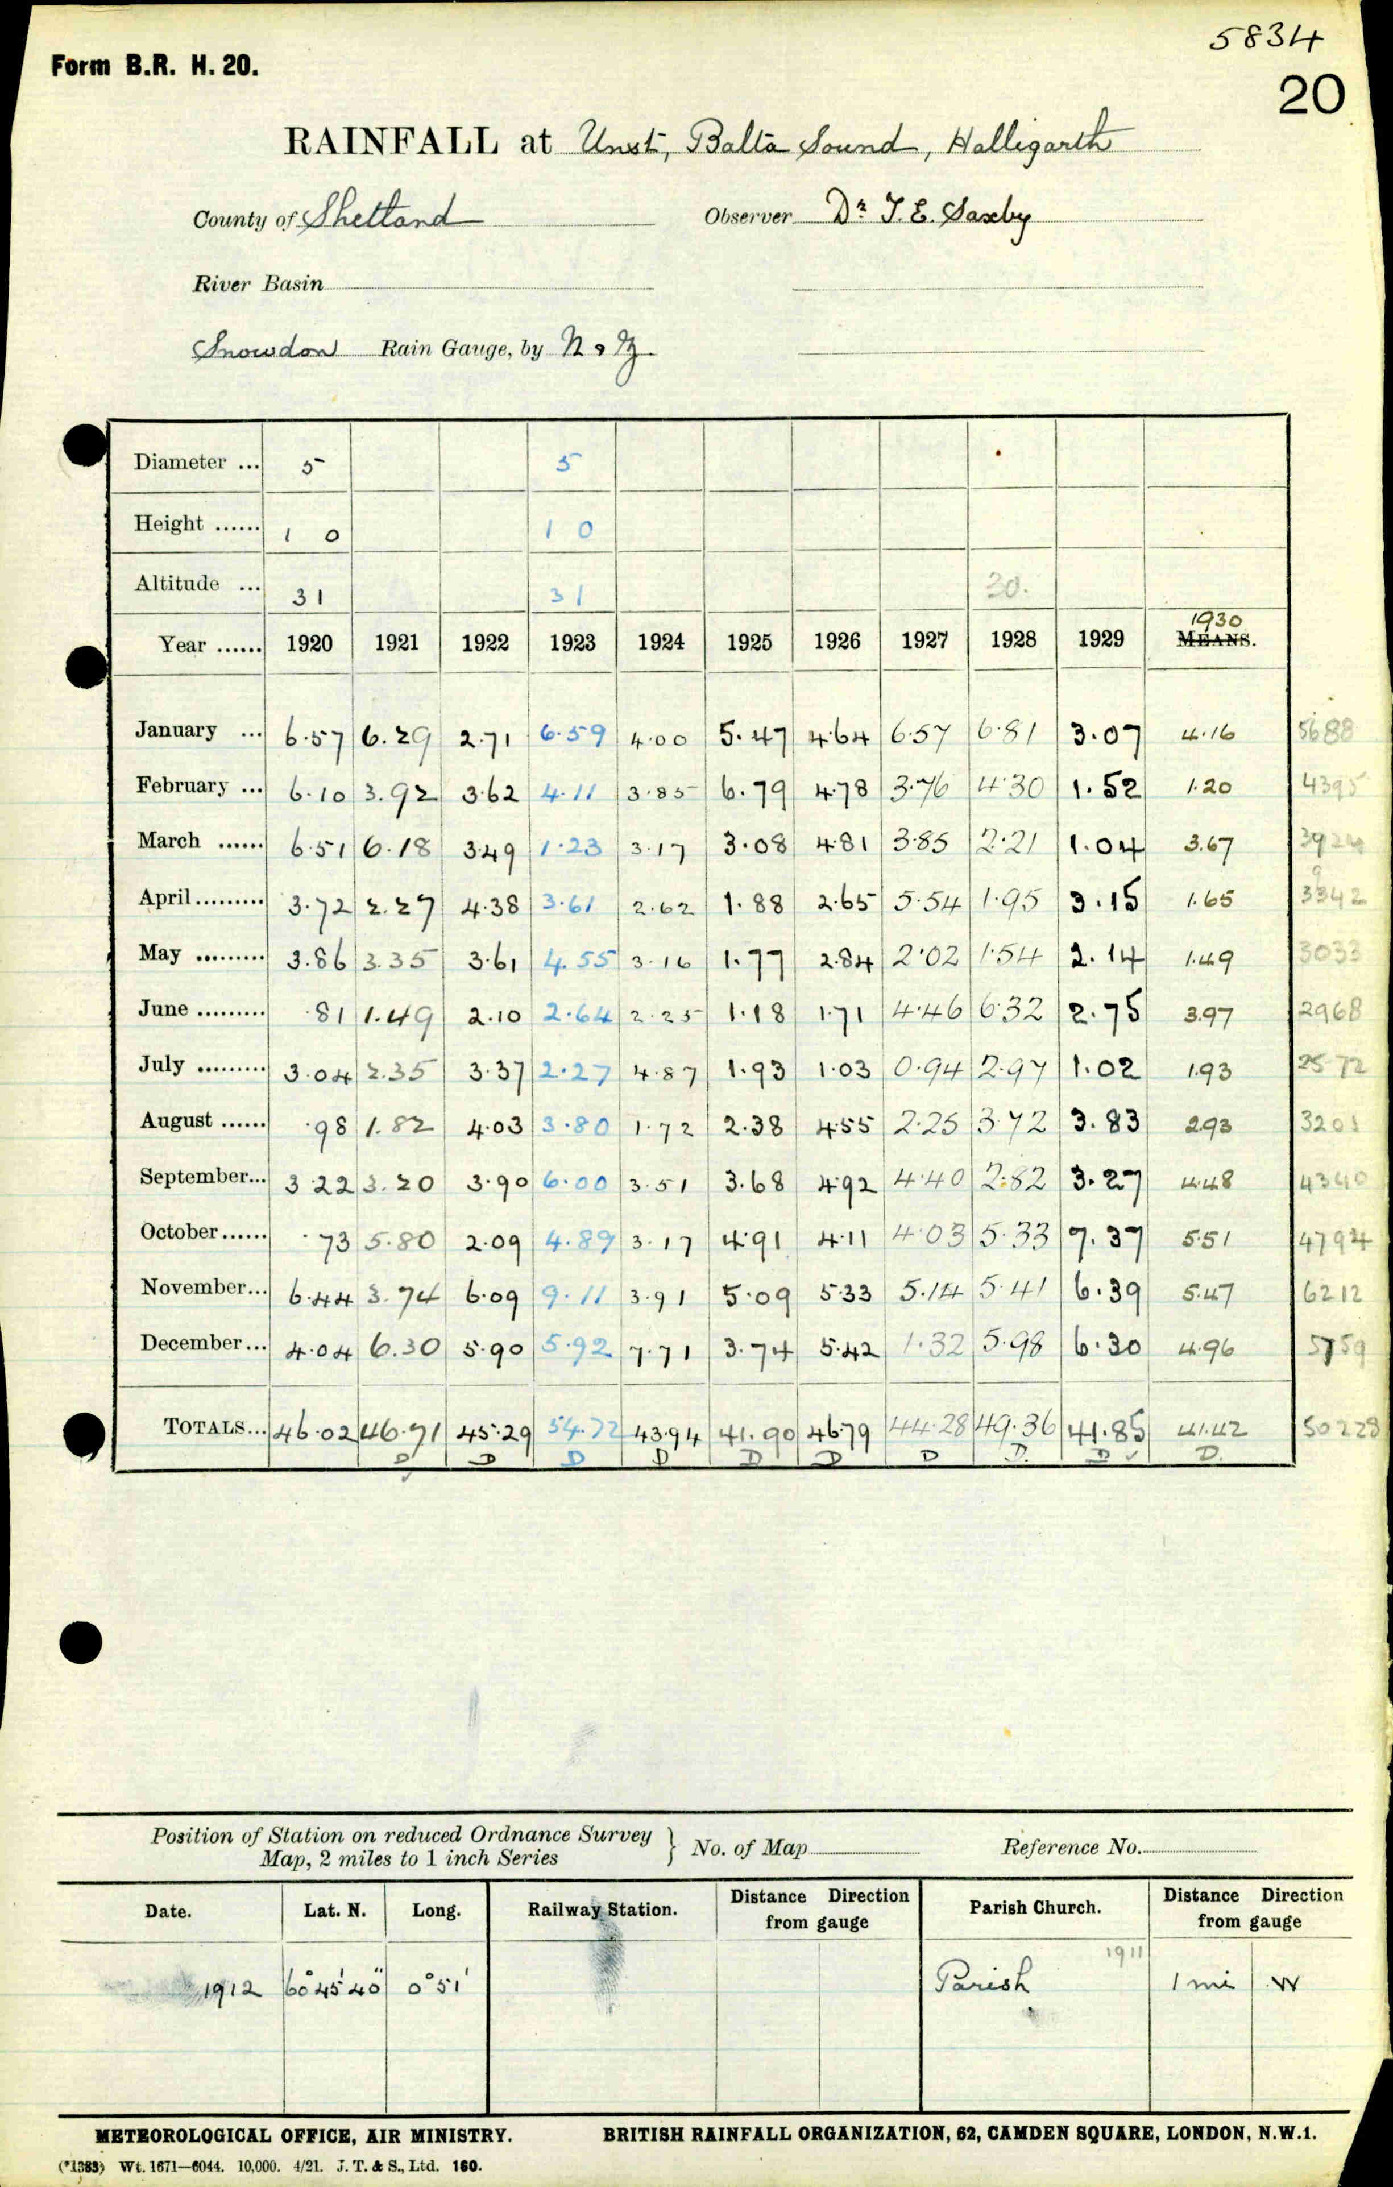 5834
Form B.R. H. 20.
20
RAINFALL at Unst, Balta Sound, Halligarth
County of Shetland Observer Dr T. E. Saxby
River Basin
Snowdon Rain Gauge, by N & Z
Diameter ... 5 5
Height ...... 1 0 1 0
Altitude ... 31 31 30.
1930
Year ...... 1920 1921 1922 1923 1924 1925 1926 1927 1928 1929 MEANS.
January ... 6.57 6.29 2.71 6.59 4.00 5.47 4.64 6.57 6.81 3.07 4.16 5688
February ... 6.10 3.92 3.62 4.11 3.85 6.79 4.78 3.76 4.30 1.52 1.20 4395
March ...... 6.51 6.18 3.49 1.23 3.17 3.08 4.81 3.85 2.21 1.04 3.67 3924
April ......... 3.72 2.27 4.38 3.61 2.62 1.88 2.65 5.54 1.95 3.15 1.65 3342
May ......... 3.86 3.35 3.61 4.55 3.16 1.77 2.84 2.02 1.54 2.14 1.49 3033
June ......... .81 1.49 2.10 2.64 2.25 1.18 1.71 4.46 6.32 2.75 3.97 2968
July ......... 3.04 2.35 3.37 2.27 4.87 1.93 1.03 0.94 2.97 1.02 1.93 2572
August ...... .98 1.82 4.03 3.80 1.72 2.38 4.55 2.25 3.72 3.83 2.93 3201
September... 3.22 3.20 3.90 6.00 3.51 3.68 4.92 4.40 2.82 3.27 4.48 4340
October ...... .73 5.80 2.09 4.89 3.17 4.91 4.11 4.03 5.33 7.37 5.51 4794
November... 6.44 3.74 6.09 9.11 3.91 5.09 5.33 5.14 5.41 6.39 5.47 6212
December... 4.04 6.30 5.90 5.92 7.71 3.74 5.42 1.32 5.98 6.30 4.96 5759
TOTALS... 46.02 46.71 45.29 54.72 43.94 41.90 46.79 44.28 49.36 41.85 41.42 50228
D D D D D D D D. D D.
Position of Station on reduced Ordnance Survey
Map, 2 miles to 1 inch Series } No. of Map Reference No.
Date. Lat. N. Long. Railway Station. Distance Direction from gauge Parish Church. Distance Direction from gauge
1911
1912 60° 45' 40" 0° 51' Parish 1 mi W
METEOROLOGICAL OFFICE, AIR MINISTRY. BRITISH RAINFALL ORGANIZATION, 62, CAMDEN SQUARE, LONDON, N.W.1.
(*1383) Wt. 1671—6044. 10,000. 4/21. J. T. & S., Ltd. 160.